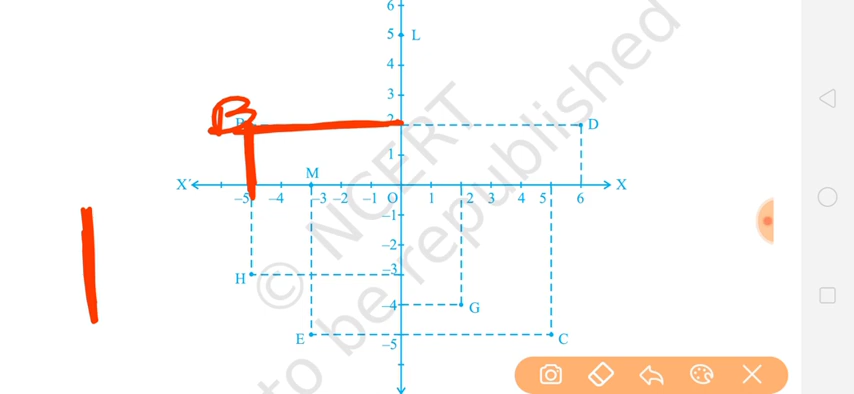 6
5 L
4
3
B 2 D
1
M
X′ –5 –4 –3 –2 –1 O 1 2 3 4 5 6 X
–1
–2
H –3
–4 G
E –5 C
© NCERT
to be republished